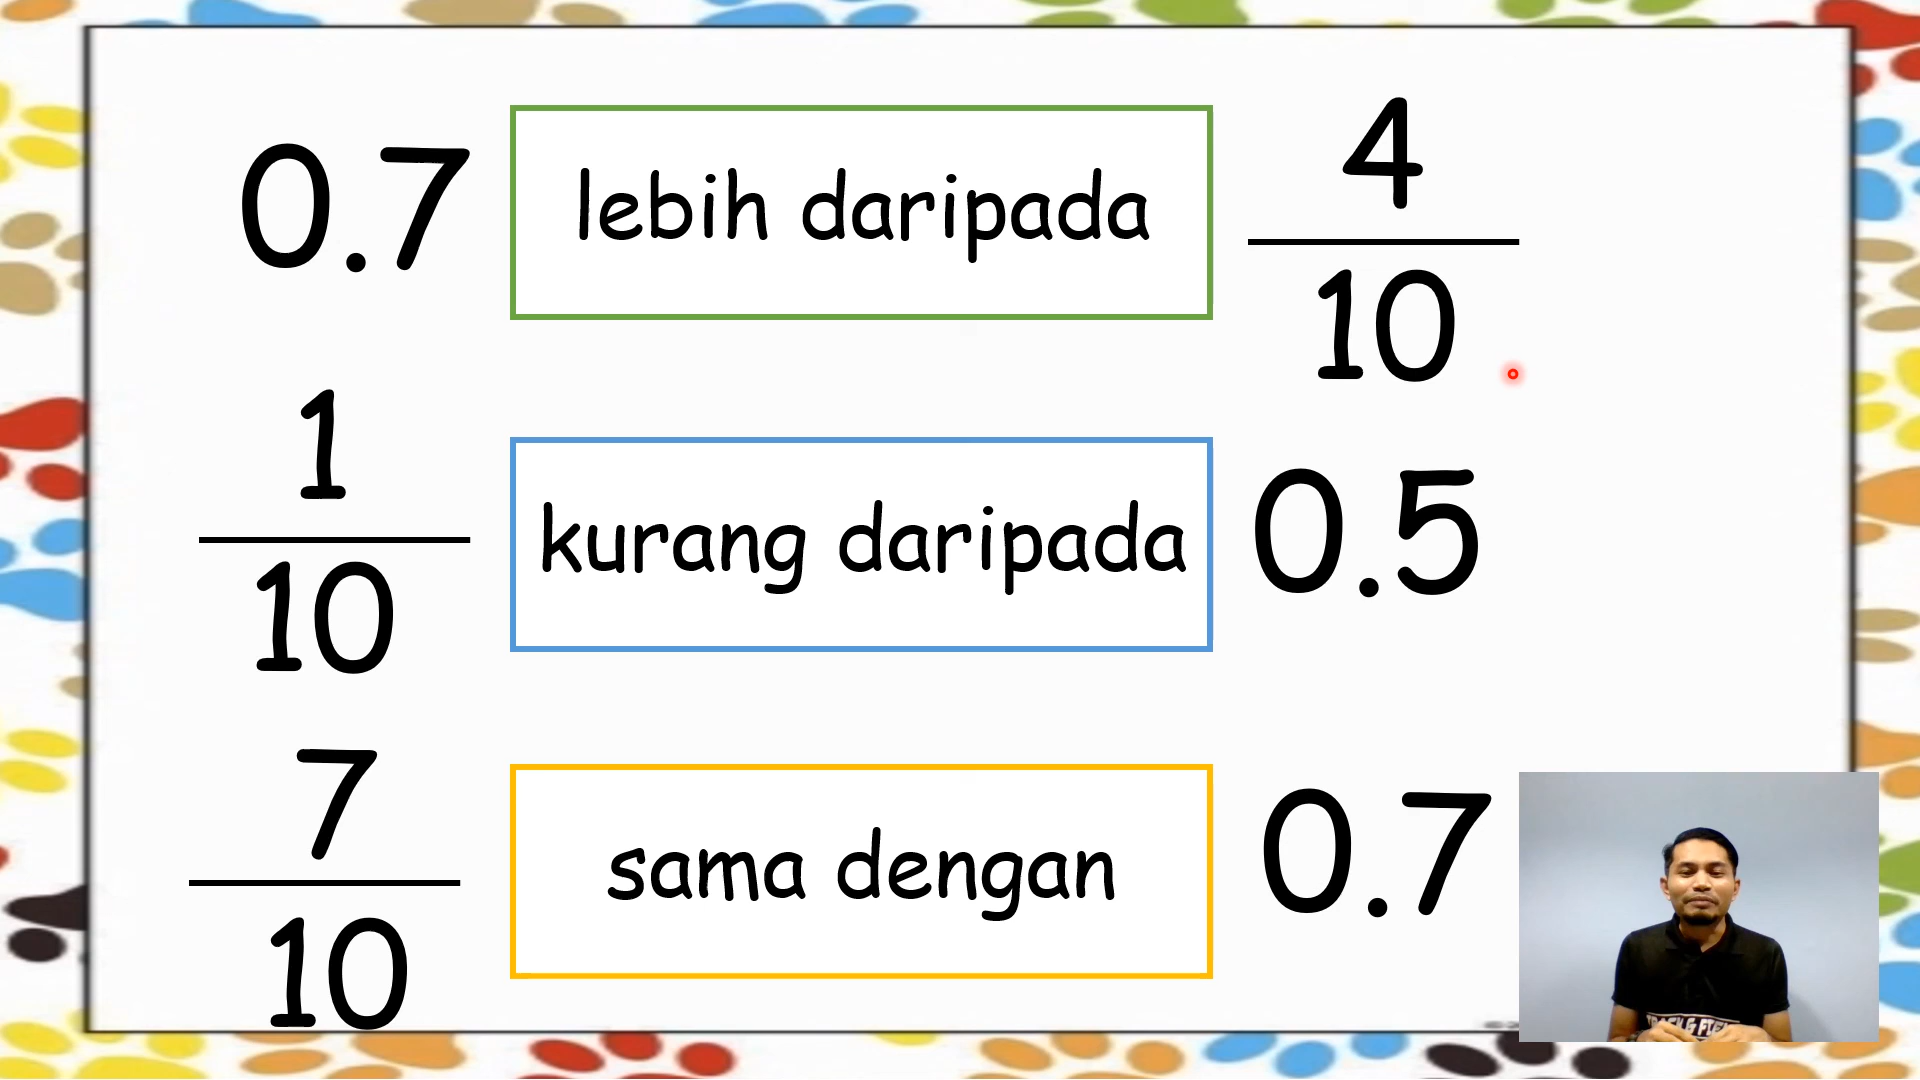 0.7 lebih daripada 4/10
1/10 kurang daripada 0.5
7/10 sama dengan 0.7